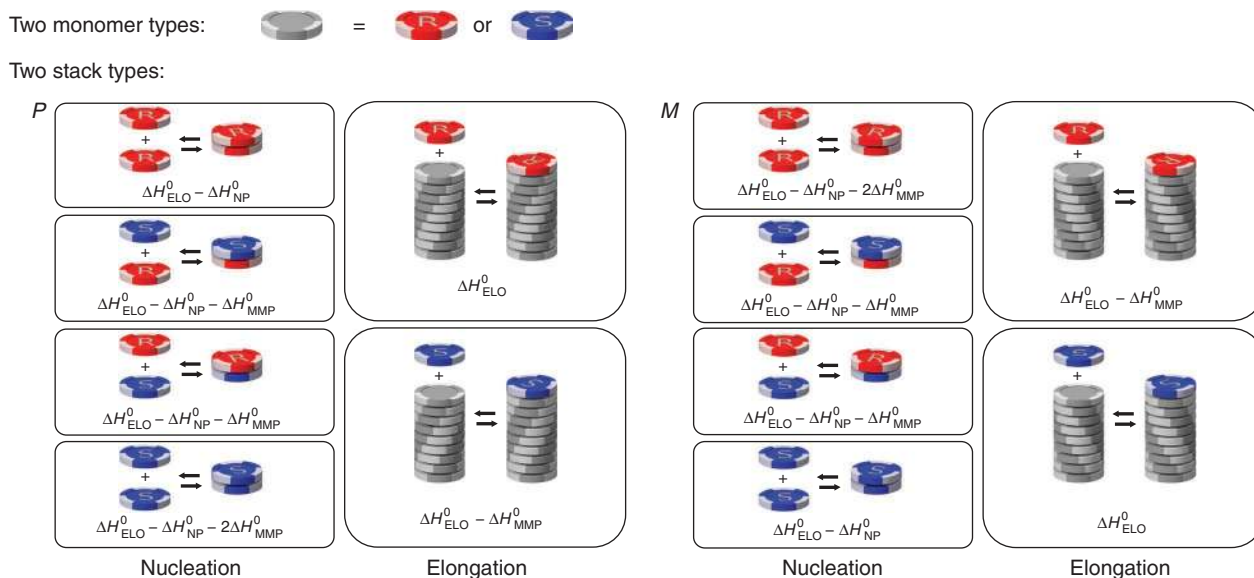 Two monomer types: = R or S
Two stack types:
P
R
+
R
R
ΔH⁰ELO − ΔH⁰NP
S
+
R
S
ΔH⁰ELO − ΔH⁰NP − ΔH⁰MMP
R
+
S
R
ΔH⁰ELO − ΔH⁰NP − ΔH⁰MMP
S
+
S
S
ΔH⁰ELO − ΔH⁰NP − 2ΔH⁰MMP
Nucleation
R
+
R
ΔH⁰ELO
S
+
S
ΔH⁰ELO − ΔH⁰MMP
Elongation
M
R
+
R
R
ΔH⁰ELO − ΔH⁰NP − 2ΔH⁰MMP
S
+
R
S
ΔH⁰ELO − ΔH⁰NP − ΔH⁰MMP
R
+
S
R
ΔH⁰ELO − ΔH⁰NP − ΔH⁰MMP
S
+
S
S
ΔH⁰ELO − ΔH⁰NP
Nucleation
R
+
R
ΔH⁰ELO − ΔH⁰MMP
S
+
S
ΔH⁰ELO
Elongation